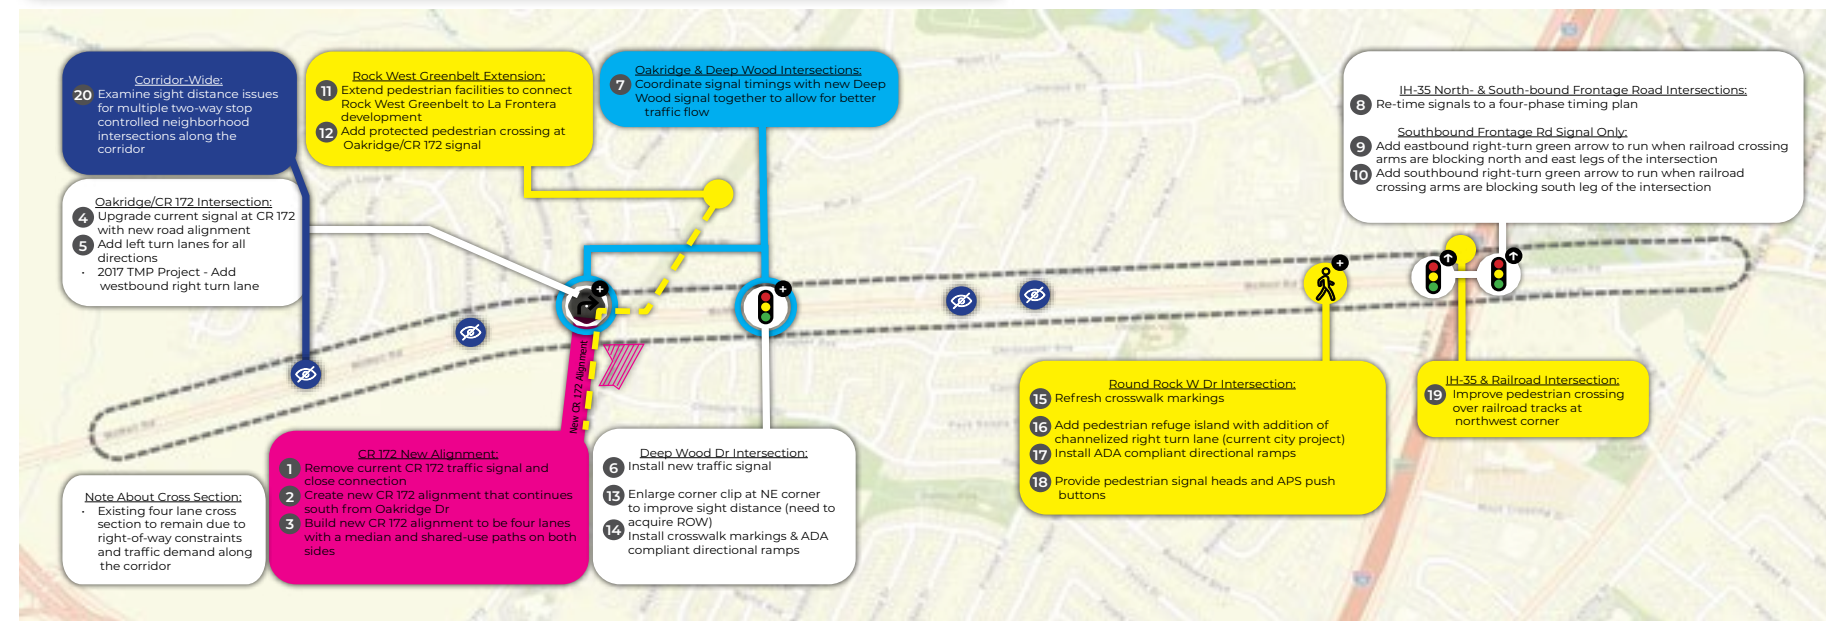 Corridor-Wide:
20 Examine sight distance issues
for multiple two-way stop
controlled neighborhood
intersections along the
corridor
Rock West Greenbelt Extension:
11 Extend pedestrian facilities to connect
Rock West Greenbelt to La Frontera
development
12 Add protected pedestrian crossing at
Oakridge/CR 172 signal
Oakridge & Deep Wood Intersections:
7 Coordinate signal timings with new Deep
Wood signal together to allow for better
traffic flow
IH-35 North- & South-bound Frontage Road Intersections:
8 Re-time signals to a four-phase timing plan
Southbound Frontage Rd Signal Only:
9 Add eastbound right-turn green arrow to run when railroad crossing
arms are blocking north and east legs of the intersection
10 Add southbound right-turn green arrow to run when railroad
crossing arms are blocking south leg of the intersection
Oakridge/CR 172 Intersection:
4 Upgrade current signal at CR 172
with new road alignment
5 Add left turn lanes for all
directions
· 2017 TMP Project - Add
westbound right turn lane
New CR 172 Alignment
CR 172 New Alignment:
1 Remove current CR 172 traffic signal and
close connection
2 Create new CR 172 alignment that continues
south from Oakridge Dr
3 Build new CR 172 alignment to be four lanes
with a median and shared-use paths on both
sides
Deep Wood Dr Intersection:
6 Install new traffic signal
13 Enlarge corner clip at NE corner
to improve sight distance (need to
acquire ROW)
14 Install crosswalk markings & ADA
compliant directional ramps
Round Rock W Dr Intersection:
15 Refresh crosswalk markings
16 Add pedestrian refuge island with addition of
channelized right turn lane (current city project)
17 Install ADA compliant directional ramps
18 Provide pedestrian signal heads and APS push
buttons
IH-35 & Railroad Intersection:
19 Improve pedestrian crossing
over railroad tracks at
northwest corner
Note About Cross Section:
· Existing four lane cross
section to remain due to
right-of-way constraints
and traffic demand along
the corridor